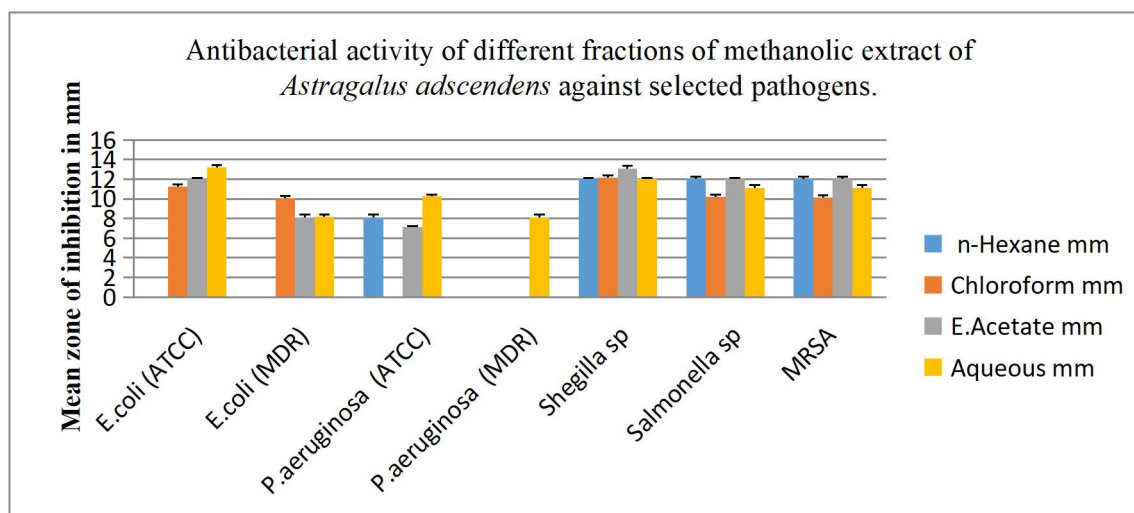 Antibacterial activity of different fractions of methanolic extract of
Astragalus adscendens against selected pathogens.
Mean zone of inhibition in mm
16
14
12
10
8
6
4
2
0
E.coli (ATCC)
E.coli (MDR)
P.aeruginosa (ATCC)
P.aeruginosa (MDR)
Shegilla sp
Salmonella sp
MRSA
n-Hexane mm
Chloroform mm
E.Acetate mm
Aqueous mm